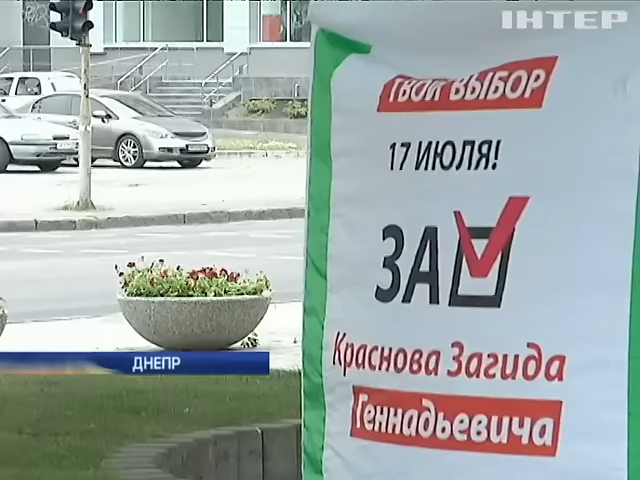 ІНТЕР
ТВОЙ ВЫБОР
17 ИЮЛЯ!
ЗА
Краснова Загида
Геннадьевича
ДНЕПР